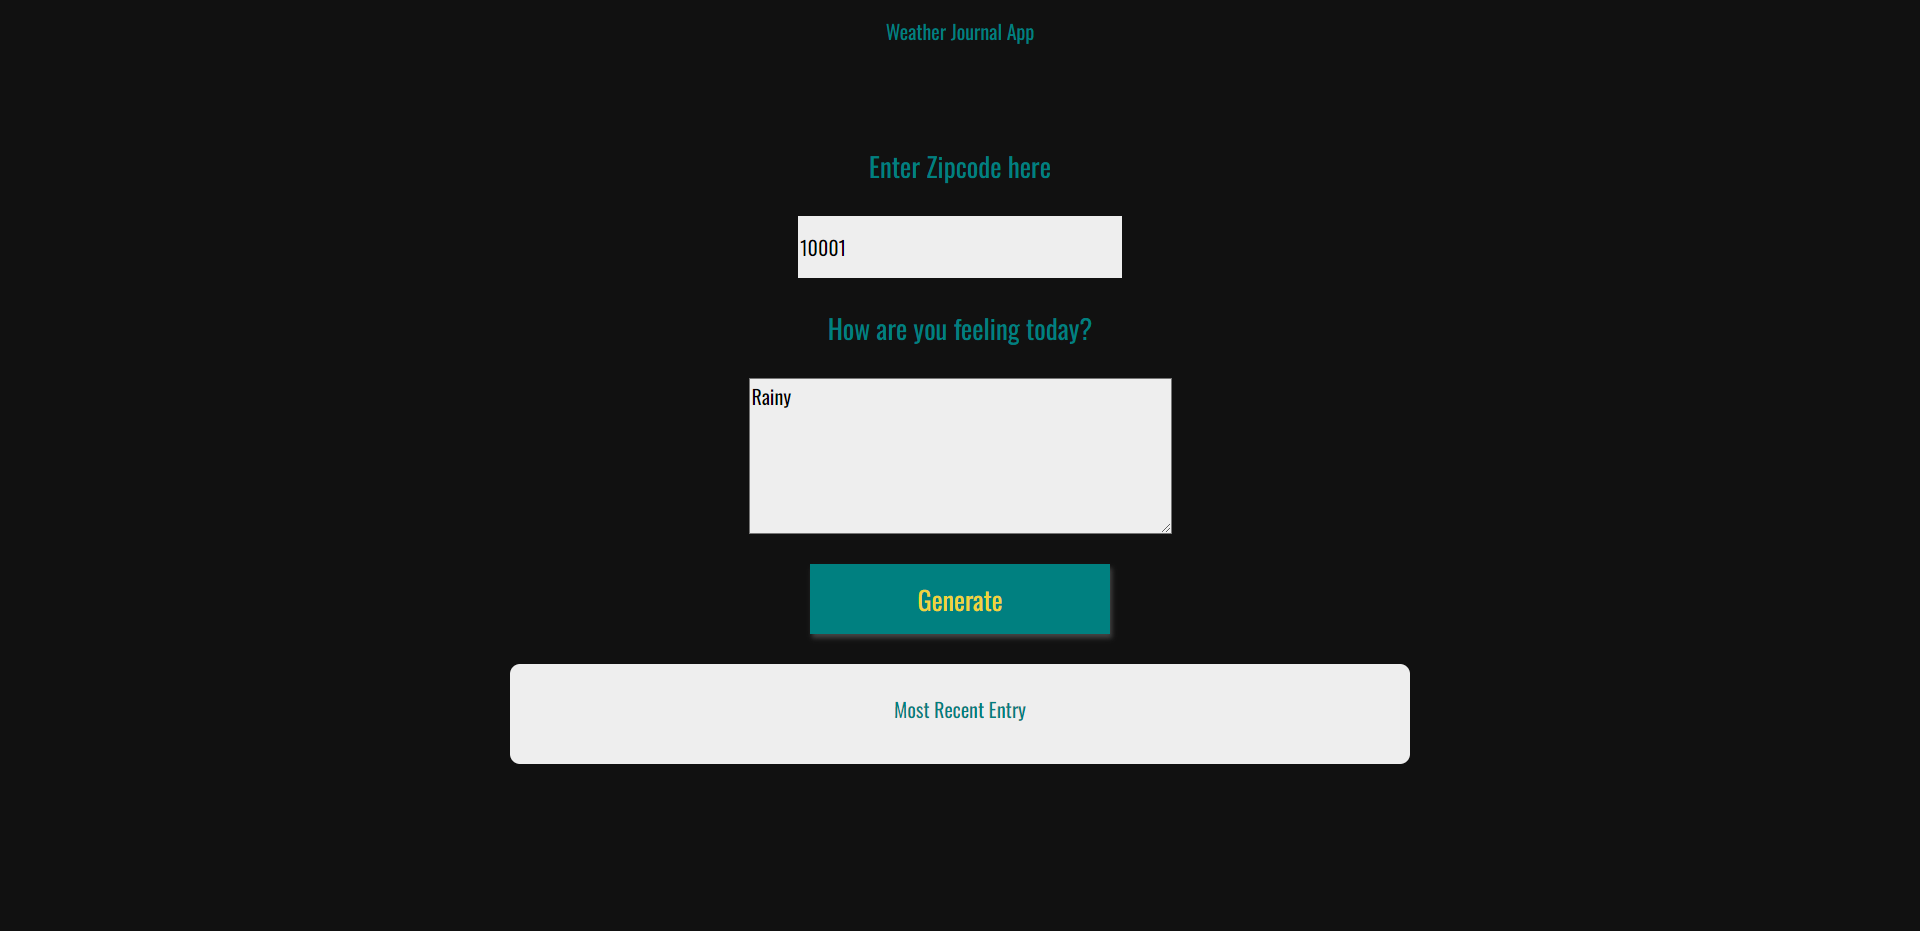 Weather Journal App
Enter Zipcode here
10001
How are you feeling today?
Rainy
Generate
Most Recent Entry